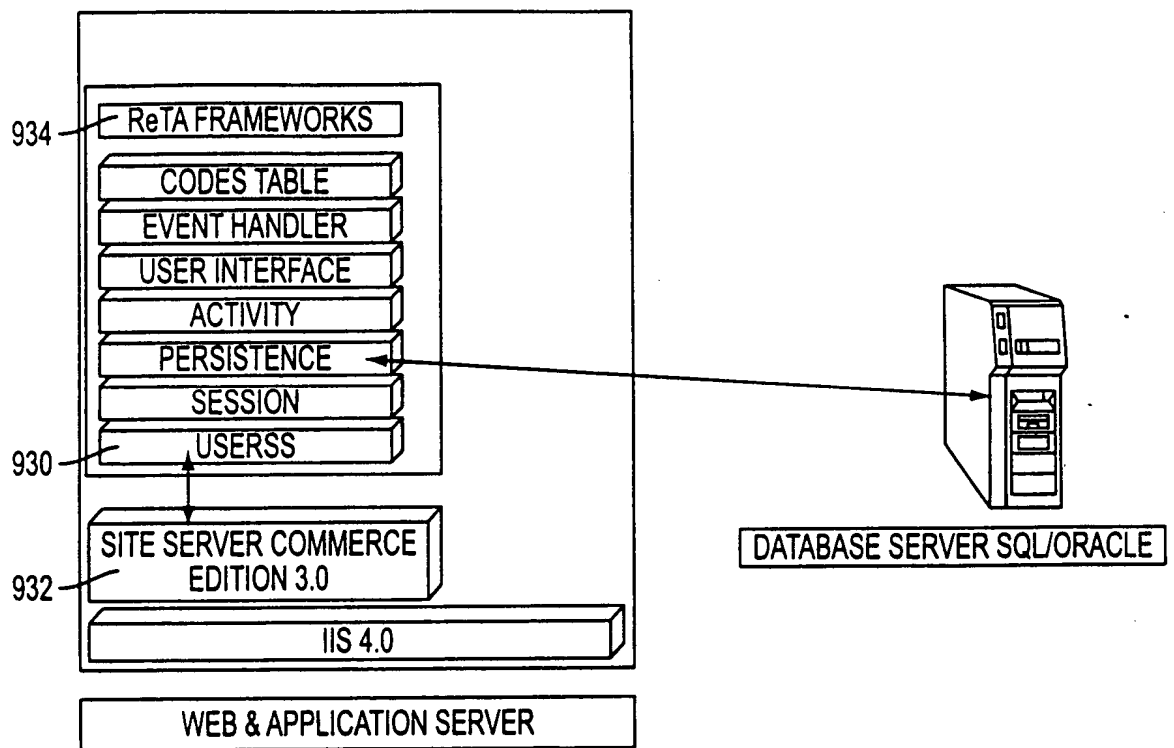 934
ReTA FRAMEWORKS
CODES TABLE
EVENT HANDLER
USER INTERFACE
ACTIVITY
PERSISTENCE
SESSION
930
USERSS
932
SITE SERVER COMMERCE
EDITION 3.0
IIS 4.0
WEB & APPLICATION SERVER
DATABASE SERVER SQL/ORACLE